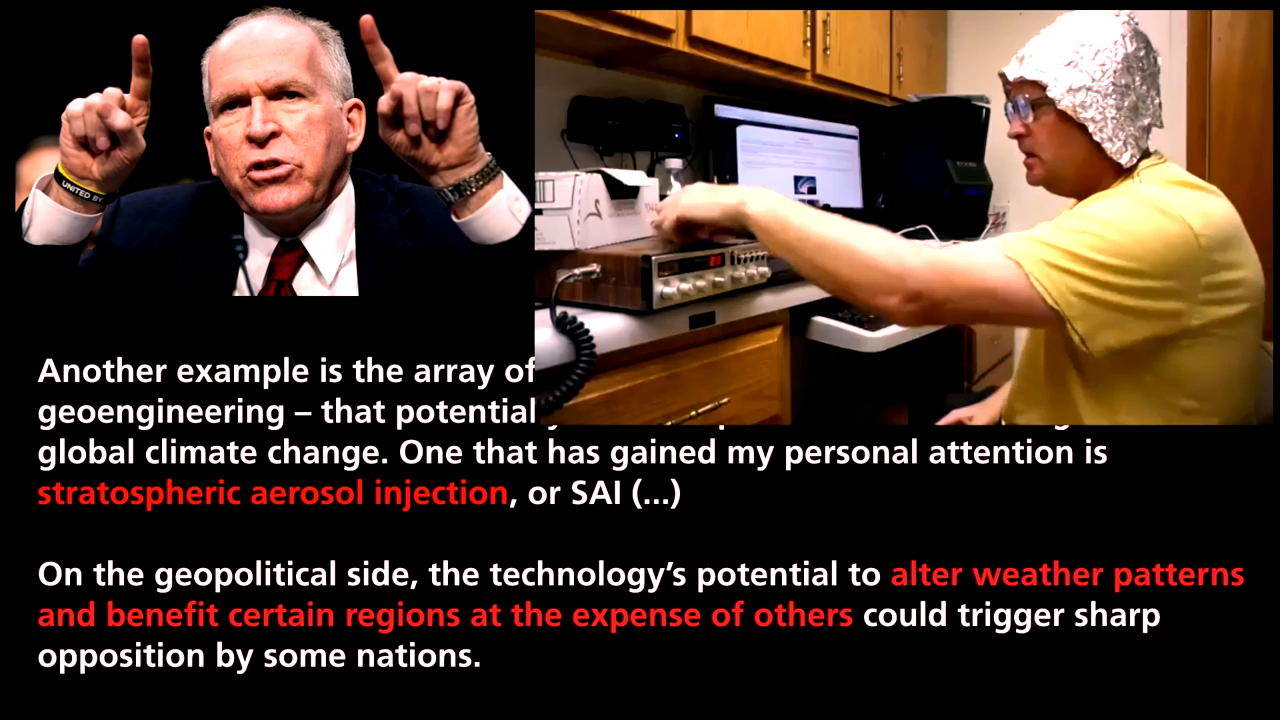 UNITED BY
Another example is the array of
geoengineering – that potential
global climate change. One that has gained my personal attention is
stratospheric aerosol injection, or SAI (...)
On the geopolitical side, the technology’s potential to alter weather patterns
and benefit certain regions at the expense of others could trigger sharp
opposition by some nations.